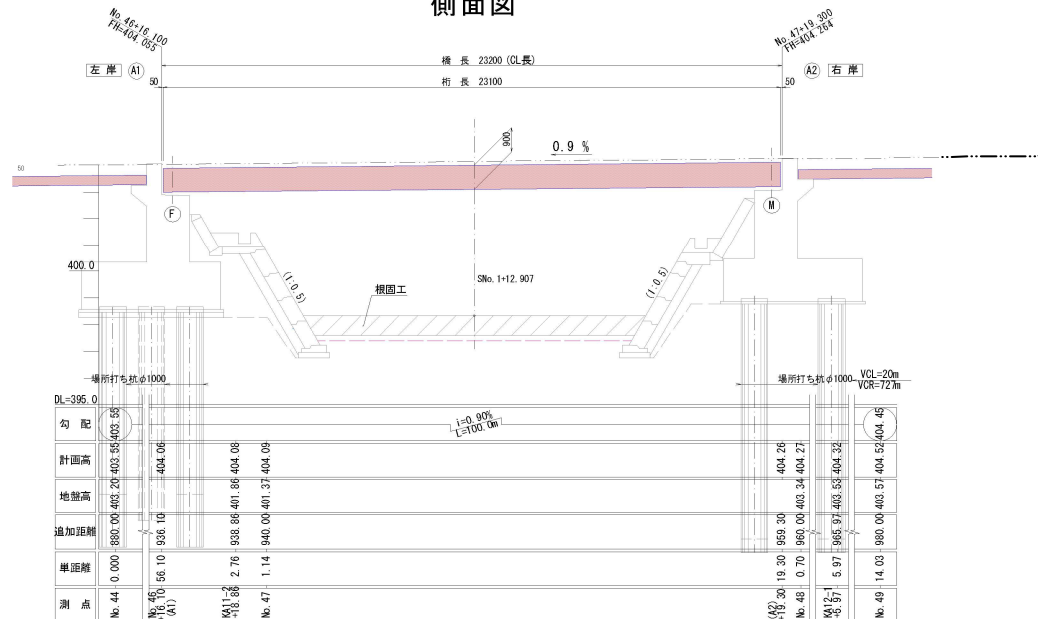 側面図
No.46+16.100
FH=404.055
No.47+19.300
FH=404.264
橋 長 23200 (CL長)
左 岸 A1
A2 右 岸
50 桁 長 23100 50
900
0.9 %
50
F
M
400.0
(1:0.5)
(1:0.5)
SNo.1+12.907
根固工
場所打ち杭φ1000
場所打ち杭φ1000
VCL=20m
VCR=727m
DL=395.0
勾 配 403.55 i=0.90% L=100.0m 404.45
計画高 403.55 404.06 404.08 404.09 404.26 404.27 404.32 404.52
地盤高 403.20 401.86 401.37 403.34 403.53 403.57
追加距離 880.00 936.10 938.86 940.00 959.30 960.00 965.97 980.00
単距離 0.000 56.10 2.76 1.14 19.30 0.70 5.97 14.03
測 点 No.44 No.46 +16.10 (A1) KA11-2 +18.86 No.47 (A2) +19.30 No.48 KA12-1 +5.97 No.49